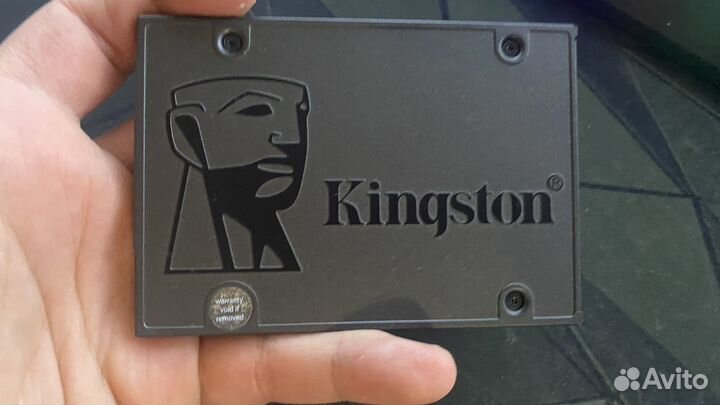 Kingston®
warranty
void if
removed
Avito